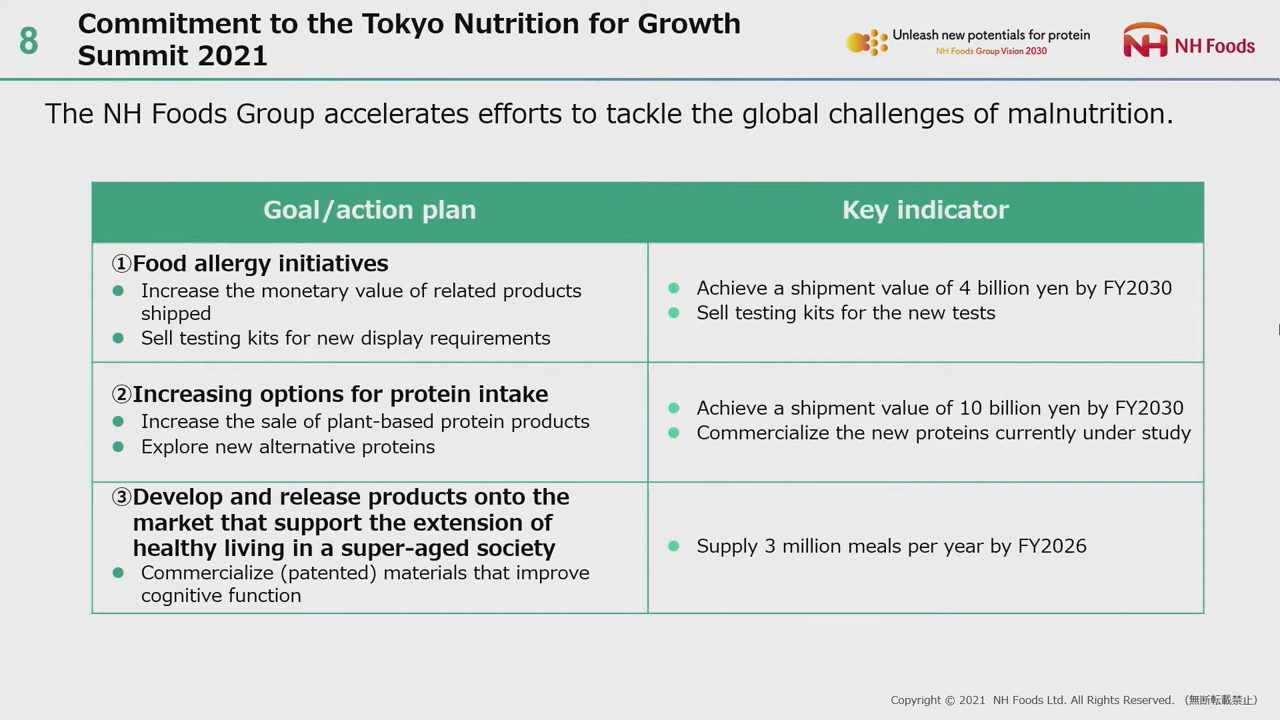 8
Commitment to the Tokyo Nutrition for Growth
Summit 2021
Unleash new potentials for protein
NH Foods Group Vision 2030
NH Foods
The NH Foods Group accelerates efforts to tackle the global challenges of malnutrition.
Goal/action plan
Key indicator
①Food allergy initiatives
● Increase the monetary value of related products
shipped
● Sell testing kits for new display requirements
● Achieve a shipment value of 4 billion yen by FY2030
● Sell testing kits for the new tests
②Increasing options for protein intake
● Increase the sale of plant-based protein products
● Explore new alternative proteins
● Achieve a shipment value of 10 billion yen by FY2030
● Commercialize the new proteins currently under study
③Develop and release products onto the
market that support the extension of
healthy living in a super-aged society
● Commercialize (patented) materials that improve
cognitive function
● Supply 3 million meals per year by FY2026
Copyright © 2021 NH Foods Ltd. All Rights Reserved. （無断転載禁止）